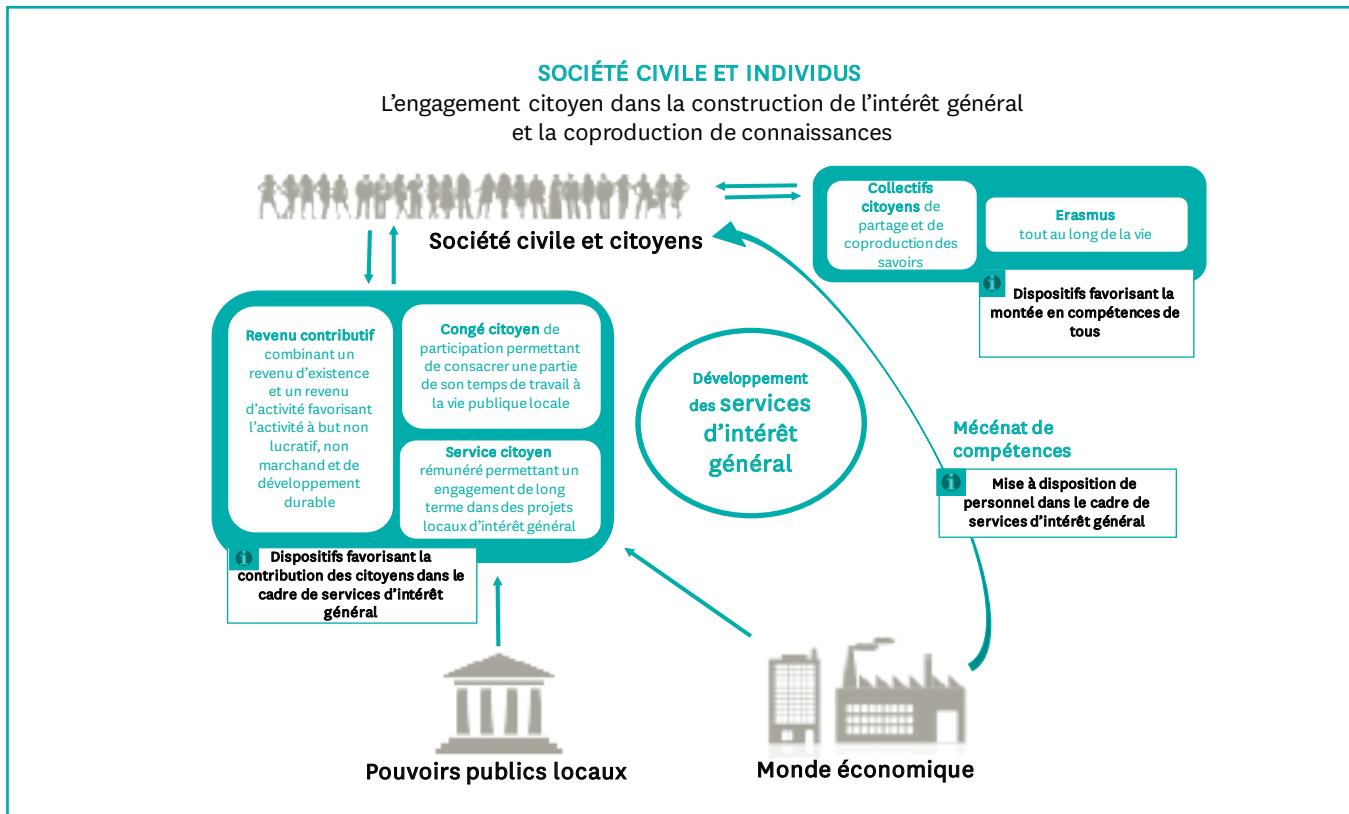 SOCIÉTÉ CIVILE ET INDIVIDUS
L'engagement citoyen dans la construction de l'intérêt général
et la coproduction de connaissances
Société civile et citoyens
Collectifs
citoyens de
partage et de
coproduction des
savoirs
Erasmus
tout au long de la vie
Dispositifs favorisant la
montée en compétences de
tous
Revenu contributif
combinant un
revenu d'existence
et un revenu
d'activité favorisant
l'activité à but non
lucratif, non
marchand et de
développement
durable
Congé citoyen de
participation permettant
de consacrer une partie
de son temps de travail à
la vie publique locale
Service citoyen
rémunéré permettant un
engagement de long
terme dans des projets
locaux d'intérêt général
Dispositifs favorisant la
contribution des citoyens dans le
cadre de services d'intérêt
général
Développement
des services
d'intérêt
général
Mécénat de
compétences
Mise à disposition de
personnel dans le cadre de
services d'intérêt général
Pouvoirs publics locaux
Monde économique